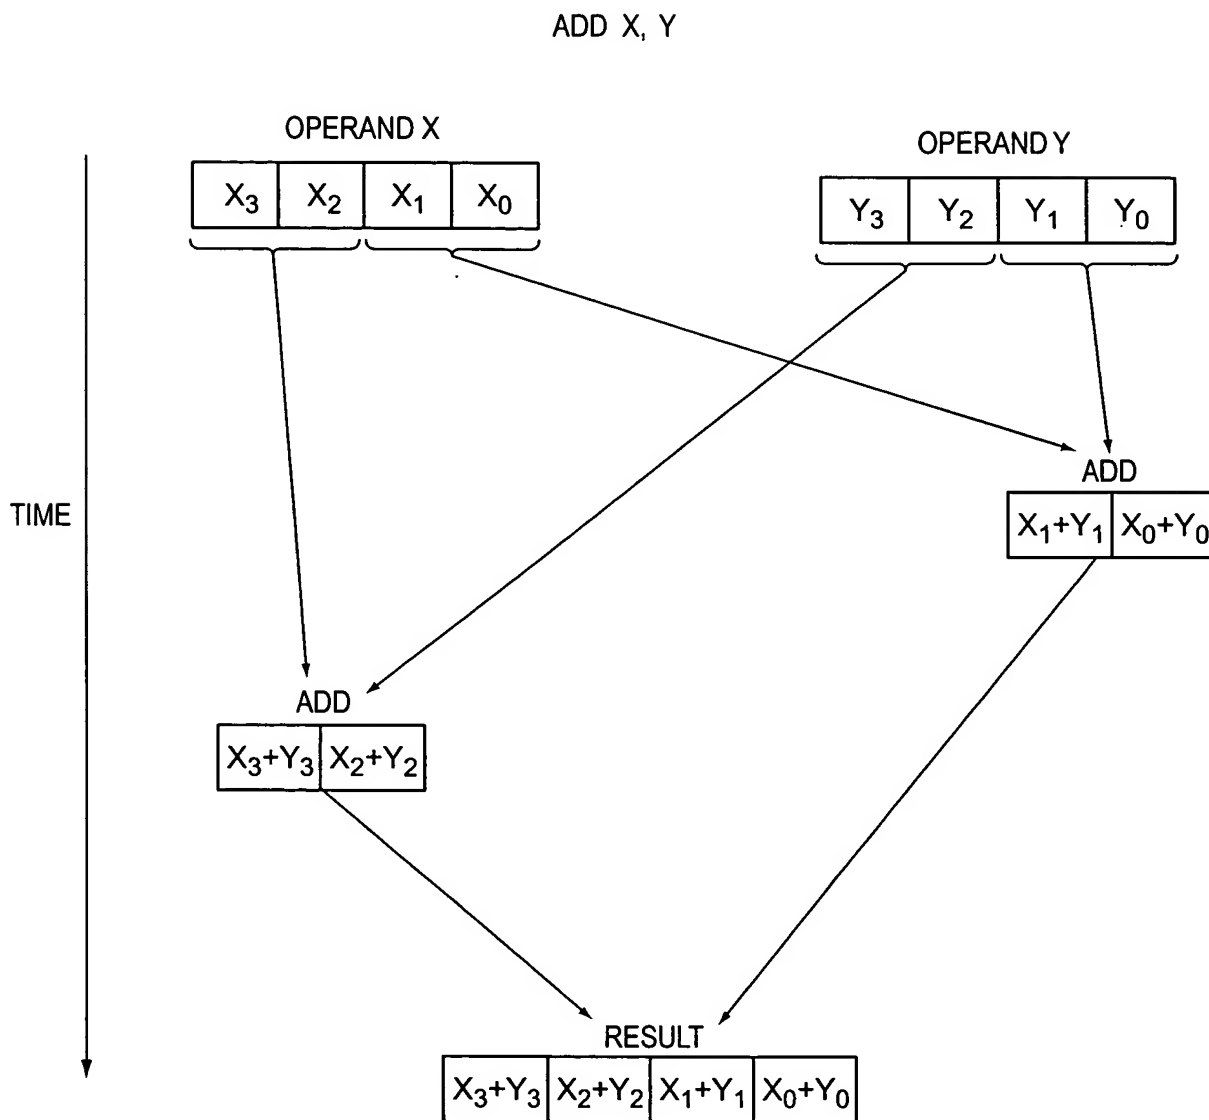 ADD X, Y
OPERAND X
OPERAND Y
X₃ X₂ X₁ X₀
Y₃ Y₂ Y₁ Y₀
ADD
TIME
X₁+Y₁ X₀+Y₀
ADD
X₃+Y₃ X₂+Y₂
RESULT
X₃+Y₃ X₂+Y₂ X₁+Y₁ X₀+Y₀